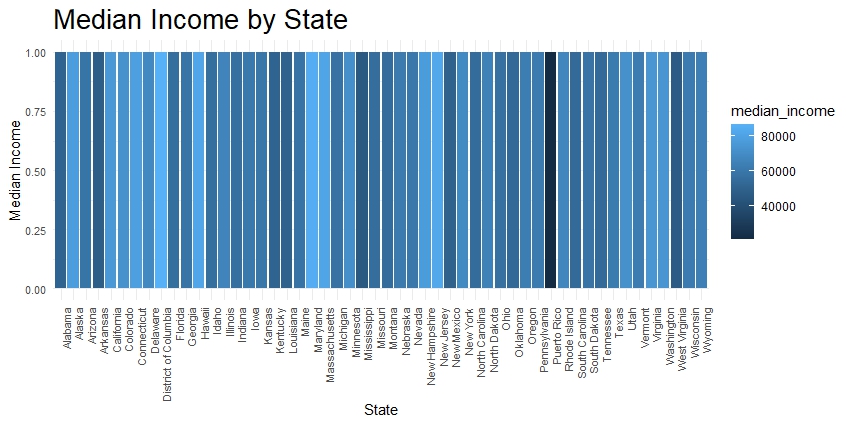 Median Income by State
1.00
0.75
0.50
0.25
0.00
Median Income
Alabama
Alaska
Arizona
Arkansas
California
Colorado
Connecticut
Delaware
District of Columbia
Florida
Georgia
Hawaii
Idaho
Illinois
Indiana
Iowa
Kansas
Kentucky
Louisiana
Maine
Maryland
Massachusetts
Michigan
Minnesota
Mississippi
Missouri
Montana
Nebraska
Nevada
New Hampshire
New Jersey
New Mexico
New York
North Carolina
North Dakota
Ohio
Oklahoma
Oregon
Pennsylvania
Puerto Rico
Rhode Island
South Carolina
South Dakota
Tennessee
Texas
Utah
Vermont
Virginia
Washington
West Virginia
Wisconsin
Wyoming
State
median_income
80000
60000
40000